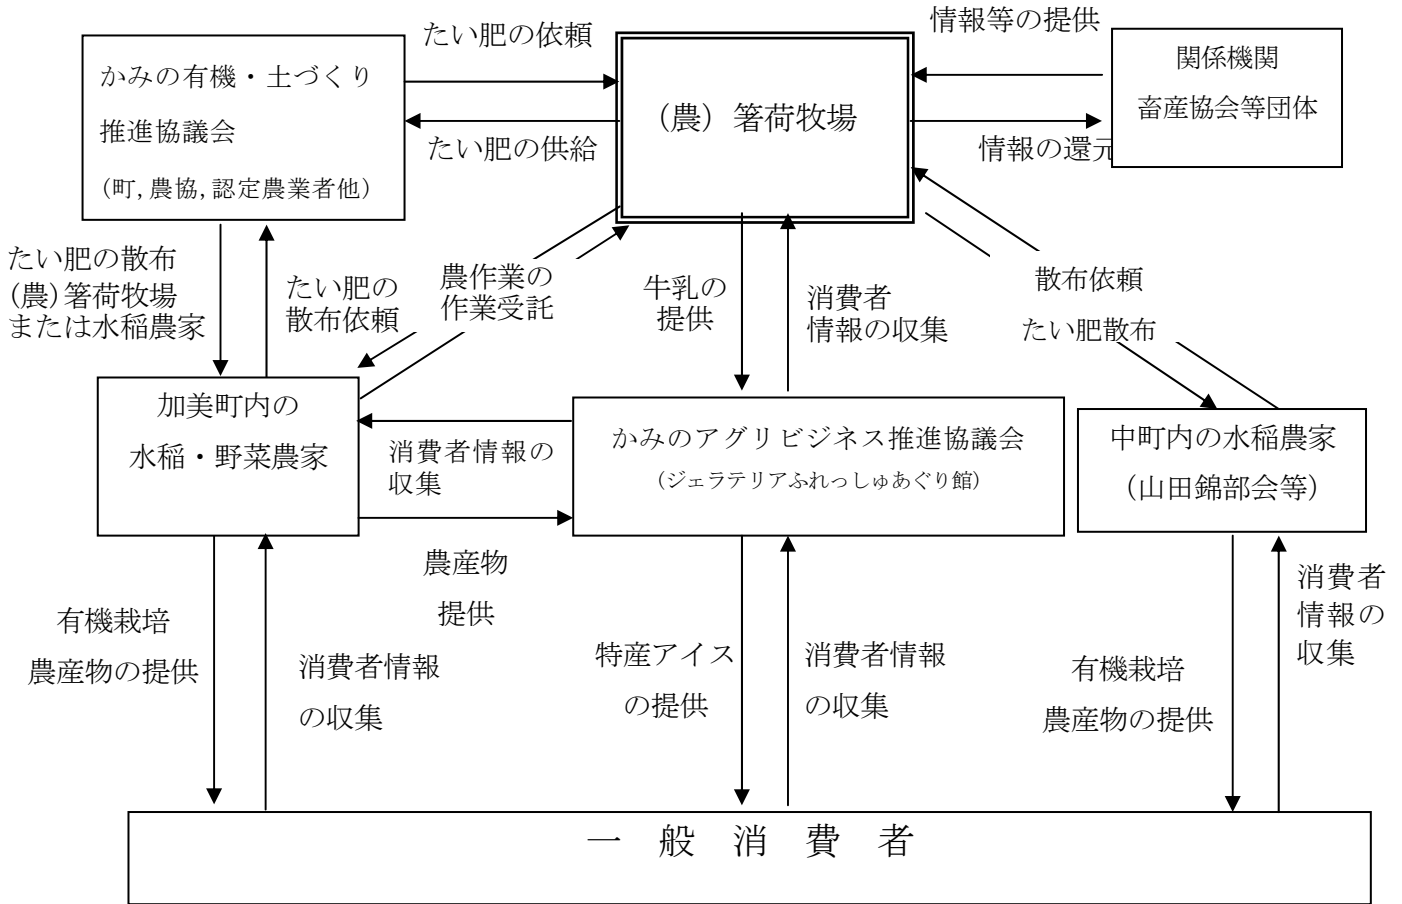 たい肥の依頼
情報等の提供
かみの有機・土づくり
推進協議会
(町,農協,認定農業者他)
(農)箸荷牧場
関係機関
畜産協会等団体
たい肥の供給
情報の還元
たい肥の散布
(農)箸荷牧場
または水稲農家
たい肥の
散布依頼
農作業の
作業受託
牛乳の
提供
消費者
情報の収集
散布依頼
たい肥散布
加美町内の
水稲・野菜農家
消費者情報の
収集
かみのアグリビジネス推進協議会
(ジェラテリアふれっしゅあぐり館)
中町内の水稲農家
(山田錦部会等)
農産物
提供
有機栽培
農産物の提供
消費者情報
の収集
特産アイス
の提供
消費者情報
の収集
有機栽培
農産物の提供
消費者
情報の
収集
一般消費者